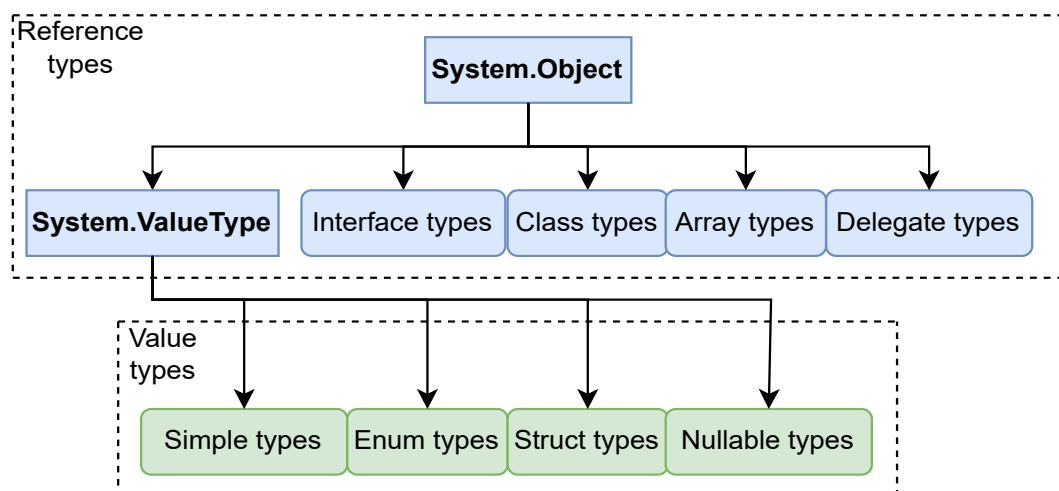 Reference
types
System.Object
System.ValueType
Interface types
Class types
Array types
Delegate types
Value
types
Simple types
Enum types
Struct types
Nullable types